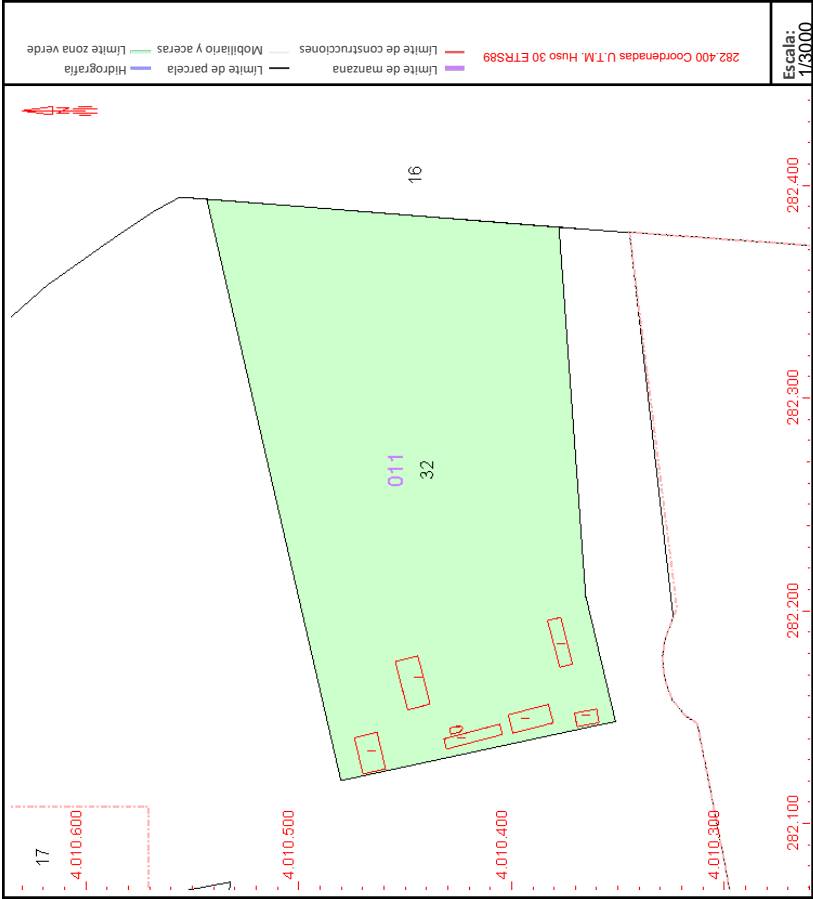 282.400 Coordenadas U.T.M. Huso 30 ETRS89
Límite de manzana
Límite de construcciones
Límite de parcela
Mobiliario y aceras
Hidrografía
Límite zona verde
Escala:
1/3000
N
16
011
32
17
I
I
I
I
I
I
D
282.400
282.300
282.200
282.100
4.010.600
4.010.500
4.010.400
4.010.300